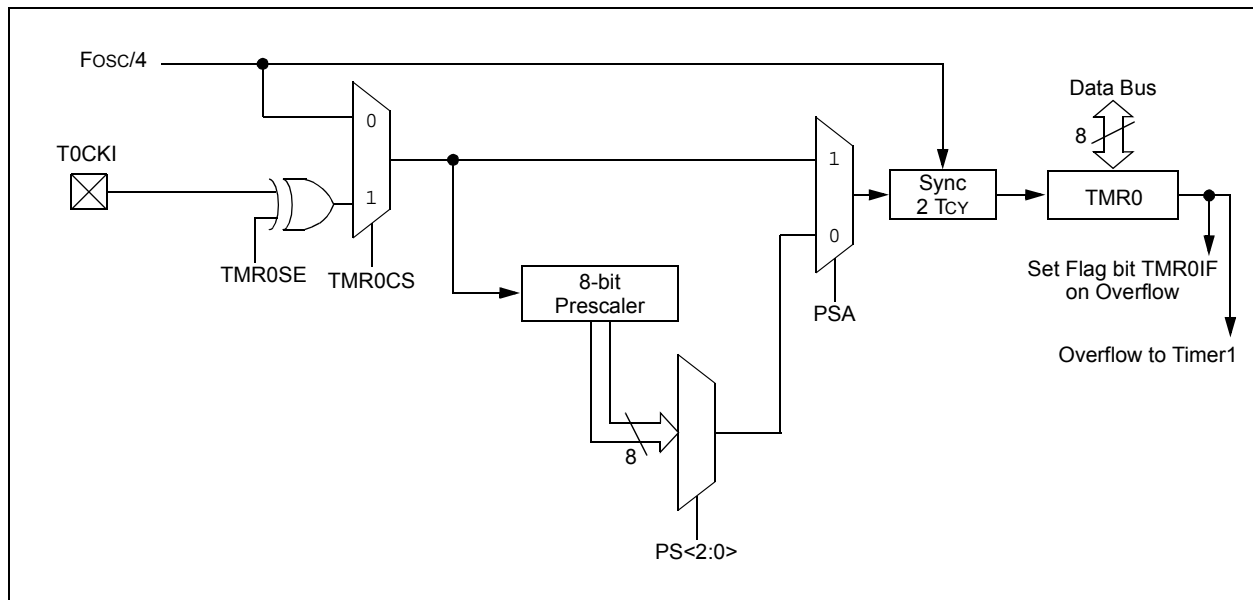 FOSC/4
Data Bus
8
T0CKI
0
1
1
0
Sync
2 TCY
TMR0
TMR0SE
TMR0CS
8-bit
Prescaler
PSA
Set Flag bit TMR0IF
on Overflow
Overflow to Timer1
8
PS<2:0>